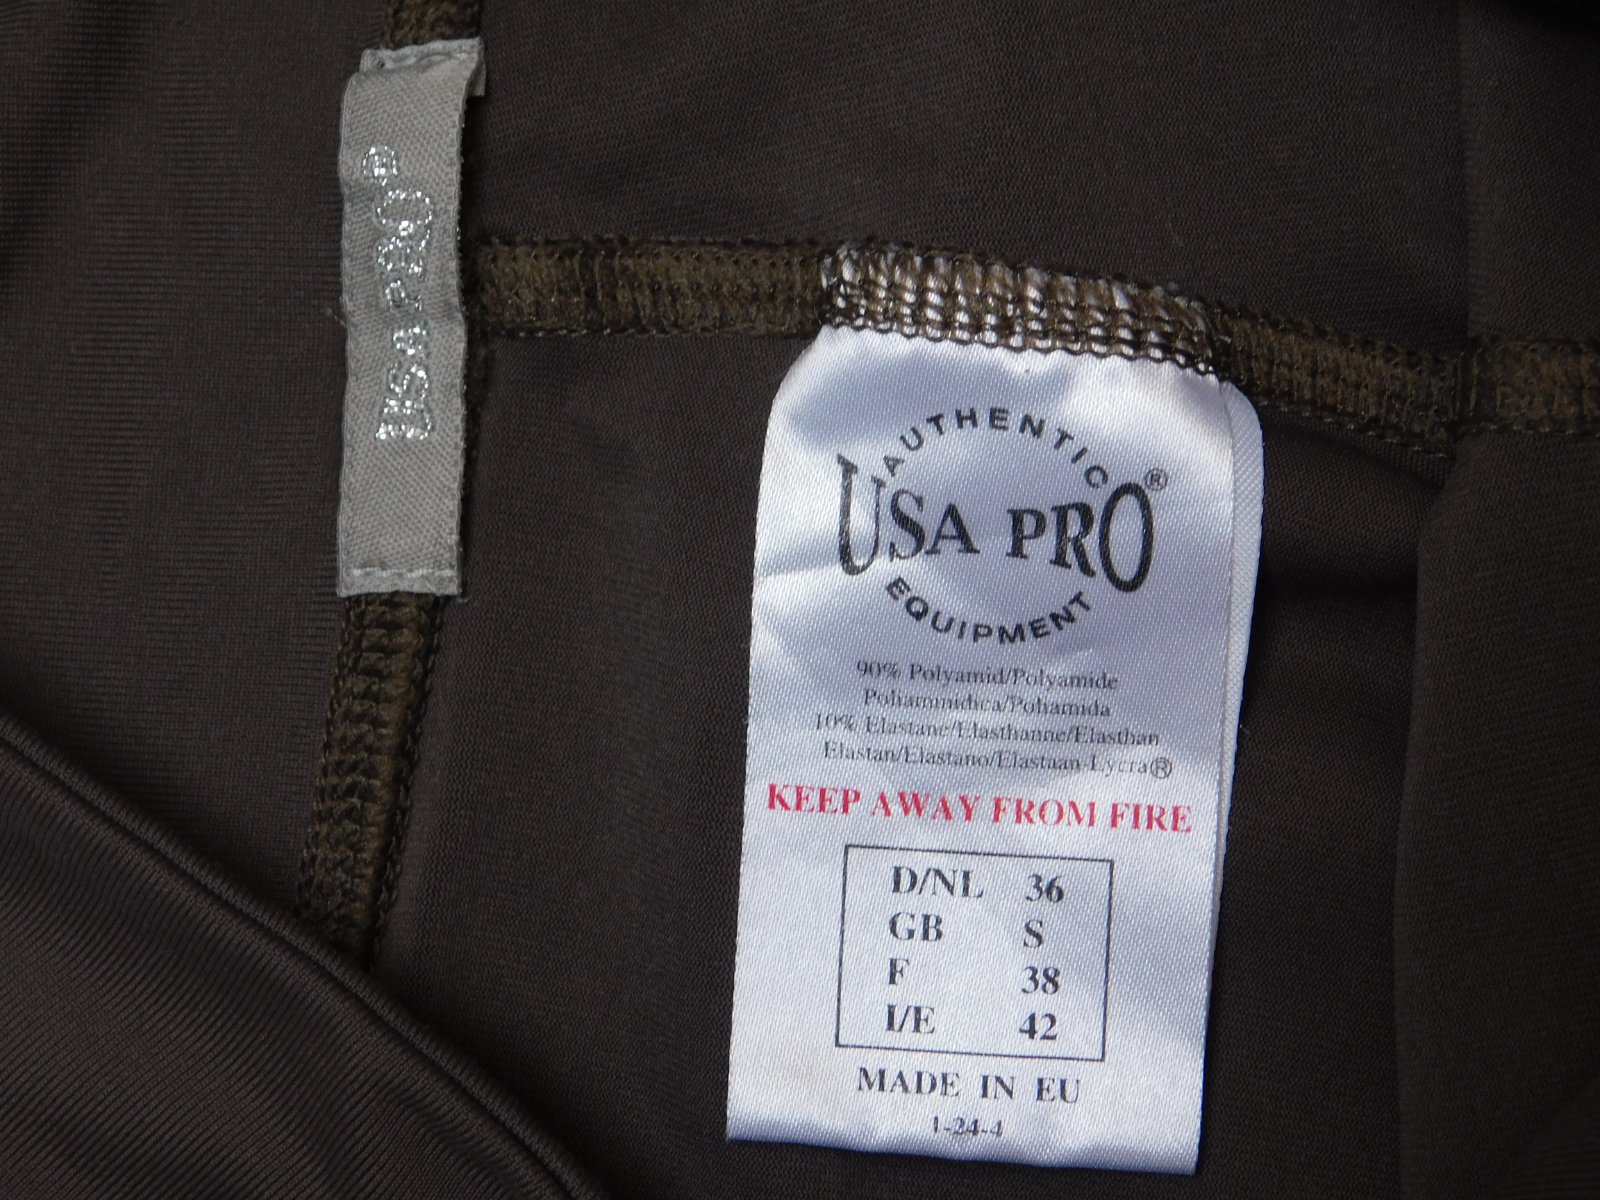 USA PRO®
AUTHENTIC
USA PRO®
EQUIPMENT
90% Polyamid/Polyamide
Poliammidica/Poliamida
10% Elastane/Elasthanne/Elasthan
Elastan/Elastano/Elastaan-Lycra®
KEEP AWAY FROM FIRE
D/NL 36
GB S
F 38
I/E 42
MADE IN EU
1-24-4